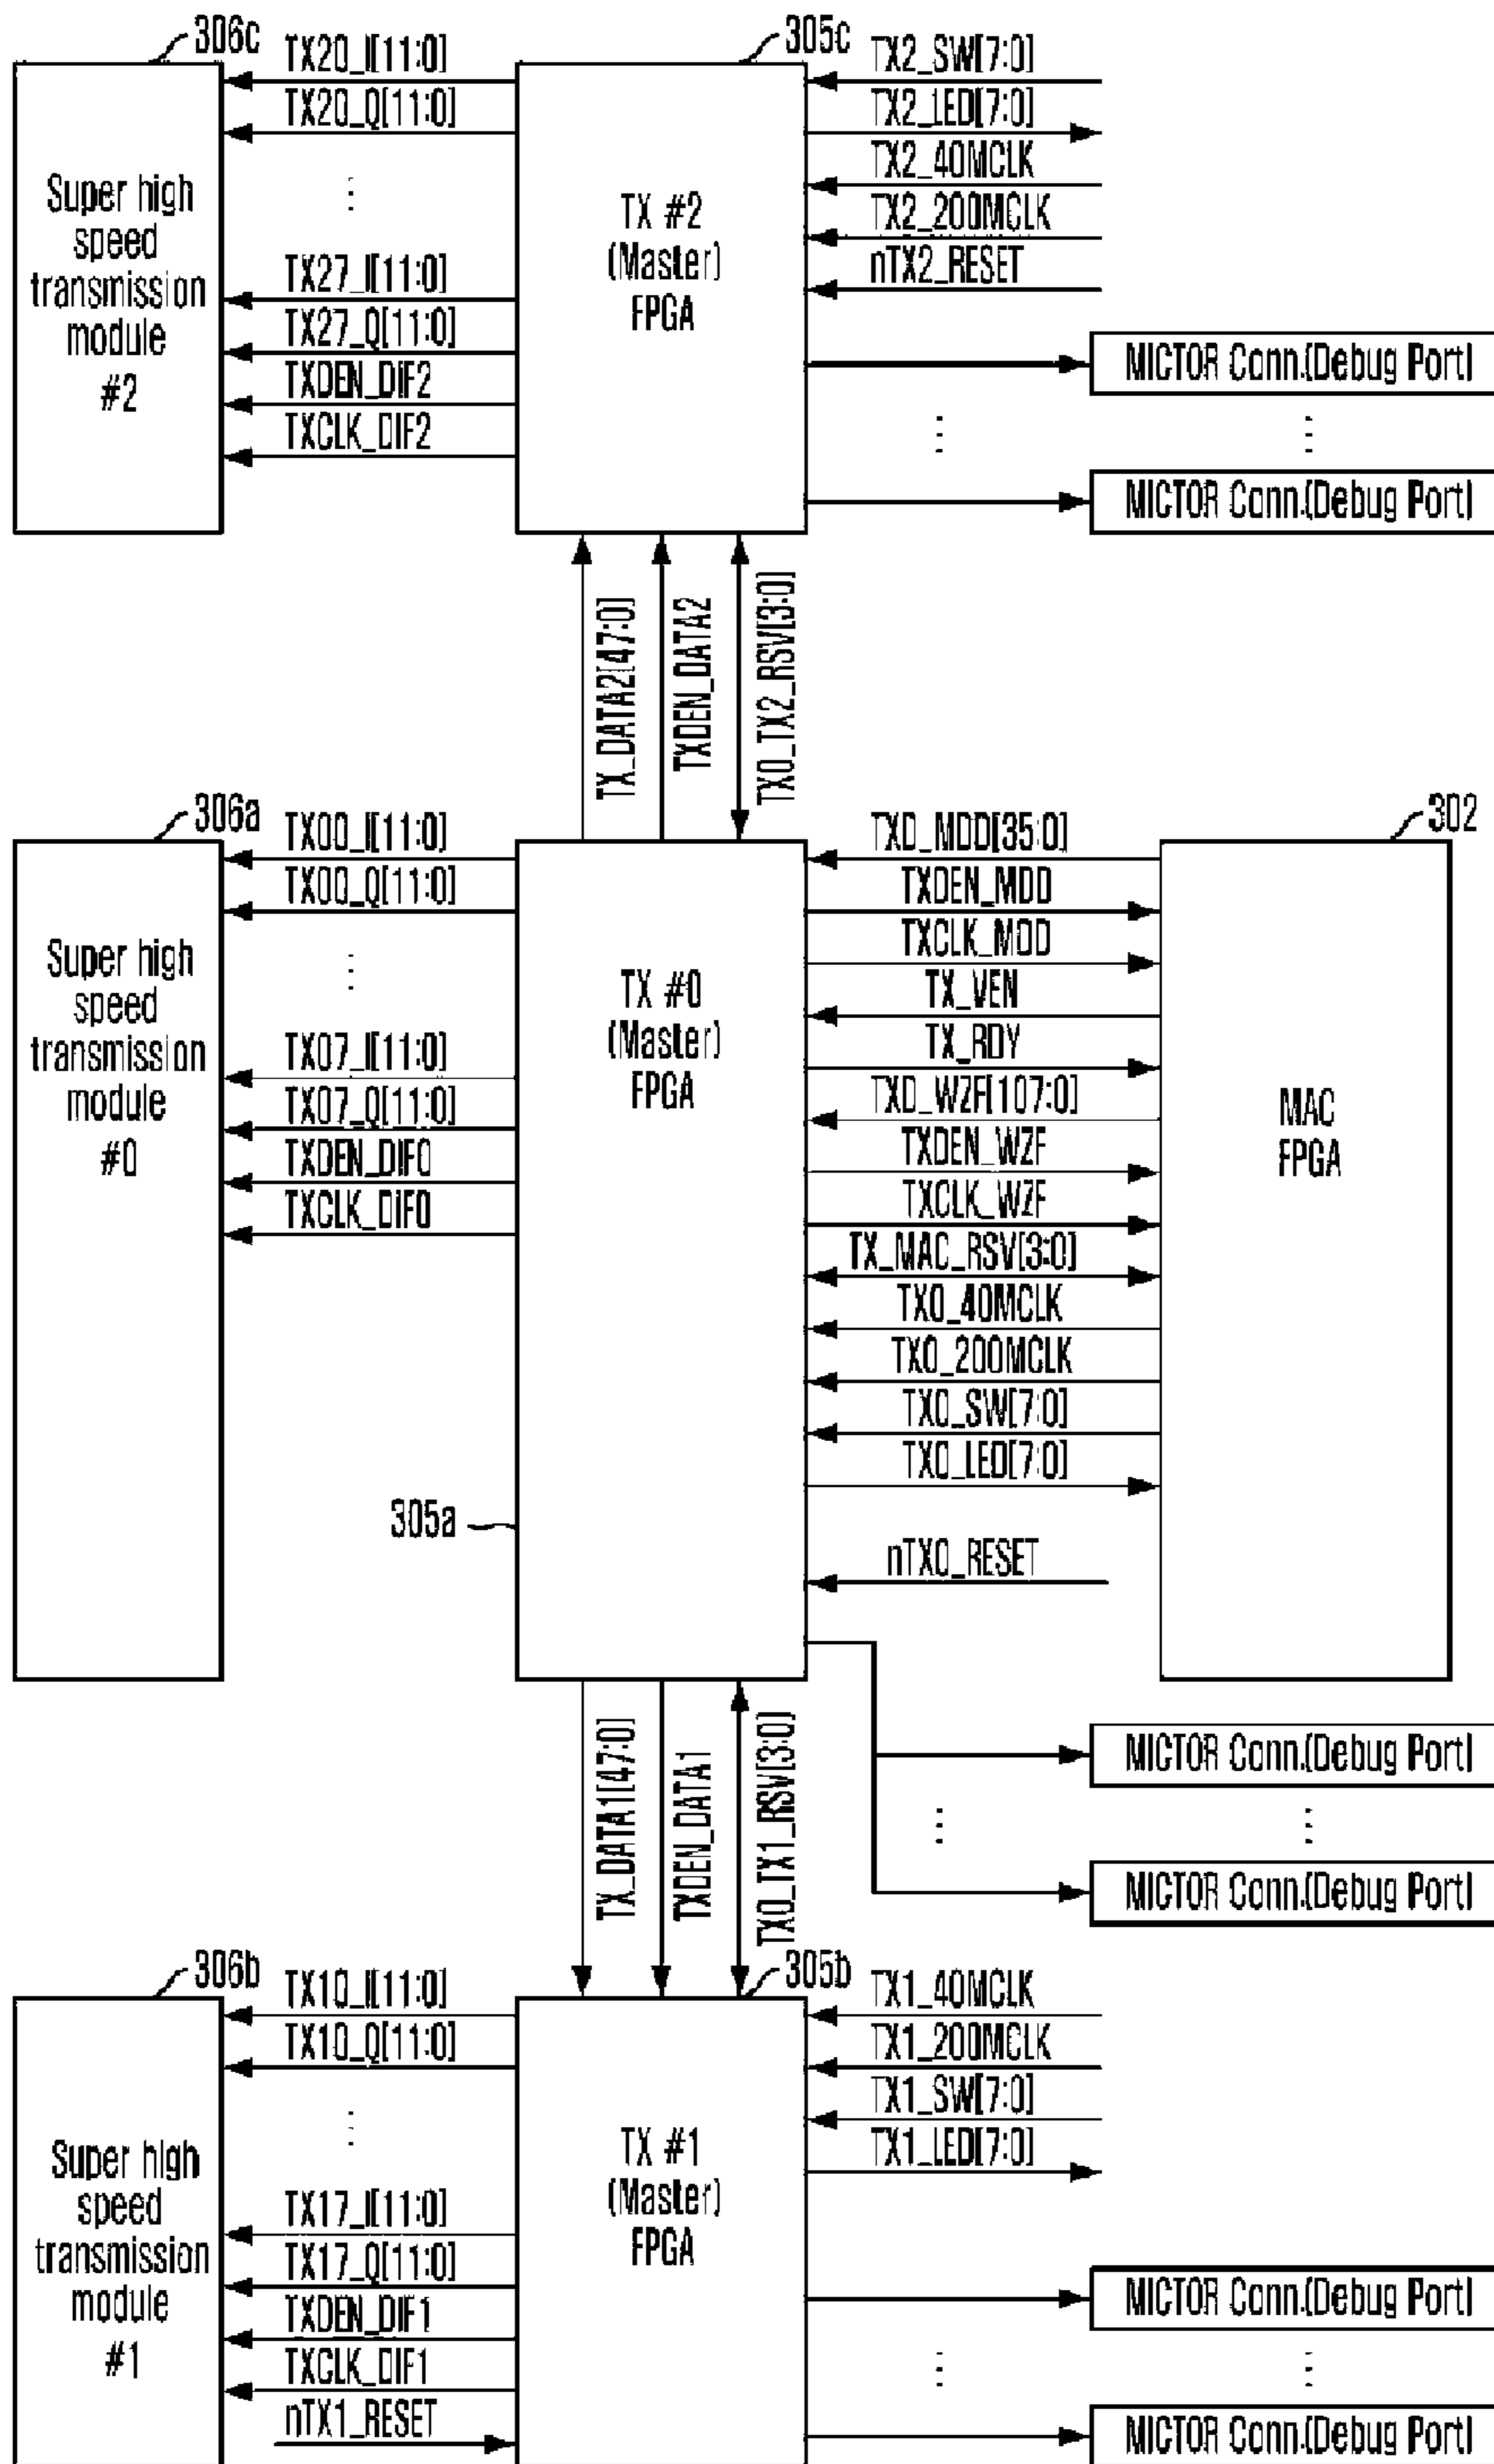 306c
305c
TX20_I[11:0]
TX20_Q[11:0]
⋮
TX27_I[11:0]
TX27_Q[11:0]
TXDEN_DIF2
TXCLK_DIF2
Super high
speed
transmission
module
#2
TX #2
(Master)
FPGA
TX2_SW[7:0]
TX2_LED[7:0]
TX2_40MCLK
TX2_200MCLK
nTX2_RESET
MICTOR Conn.(Debug Port)
⋮
⋮
MICTOR Conn.(Debug Port)
TX_DATA2[47:0]
TXDEN_DATA2
TX0_TX2_RSV[3:0]
306a
302
TX00_I[11:0]
TX00_Q[11:0]
⋮
TX07_I[11:0]
TX07_Q[11:0]
TXDEN_DIF0
TXCLK_DIF0
Super high
speed
transmission
module
#0
TX #0
(Master)
FPGA
305a
TXD_MDD[35:0]
TXDEN_MDD
TXCLK_MDD
TX_VEN
TX_RDY
TXD_WZF[107:0]
TXDEN_WZF
TXCLK_WZF
TX_MAC_RSV[3:0]
TX0_40MCLK
TX0_200MCLK
TX0_SW[7:0]
TX0_LED[7:0]
nTX0_RESET
MAC
FPGA
MICTOR Conn.(Debug Port)
⋮
⋮
MICTOR Conn.(Debug Port)
TX_DATA1[47:0]
TXDEN_DATA1
TX0_TX1_RSV[3:0]
306b
305b
TX10_I[11:0]
TX10_Q[11:0]
⋮
TX17_I[11:0]
TX17_Q[11:0]
TXDEN_DIF1
TXCLK_DIF1
nTX1_RESET
Super high
speed
transmission
module
#1
TX #1
(Master)
FPGA
TX1_40MCLK
TX1_200MCLK
TX1_SW[7:0]
TX1_LED[7:0]
MICTOR Conn.(Debug Port)
⋮
⋮
MICTOR Conn.(Debug Port)